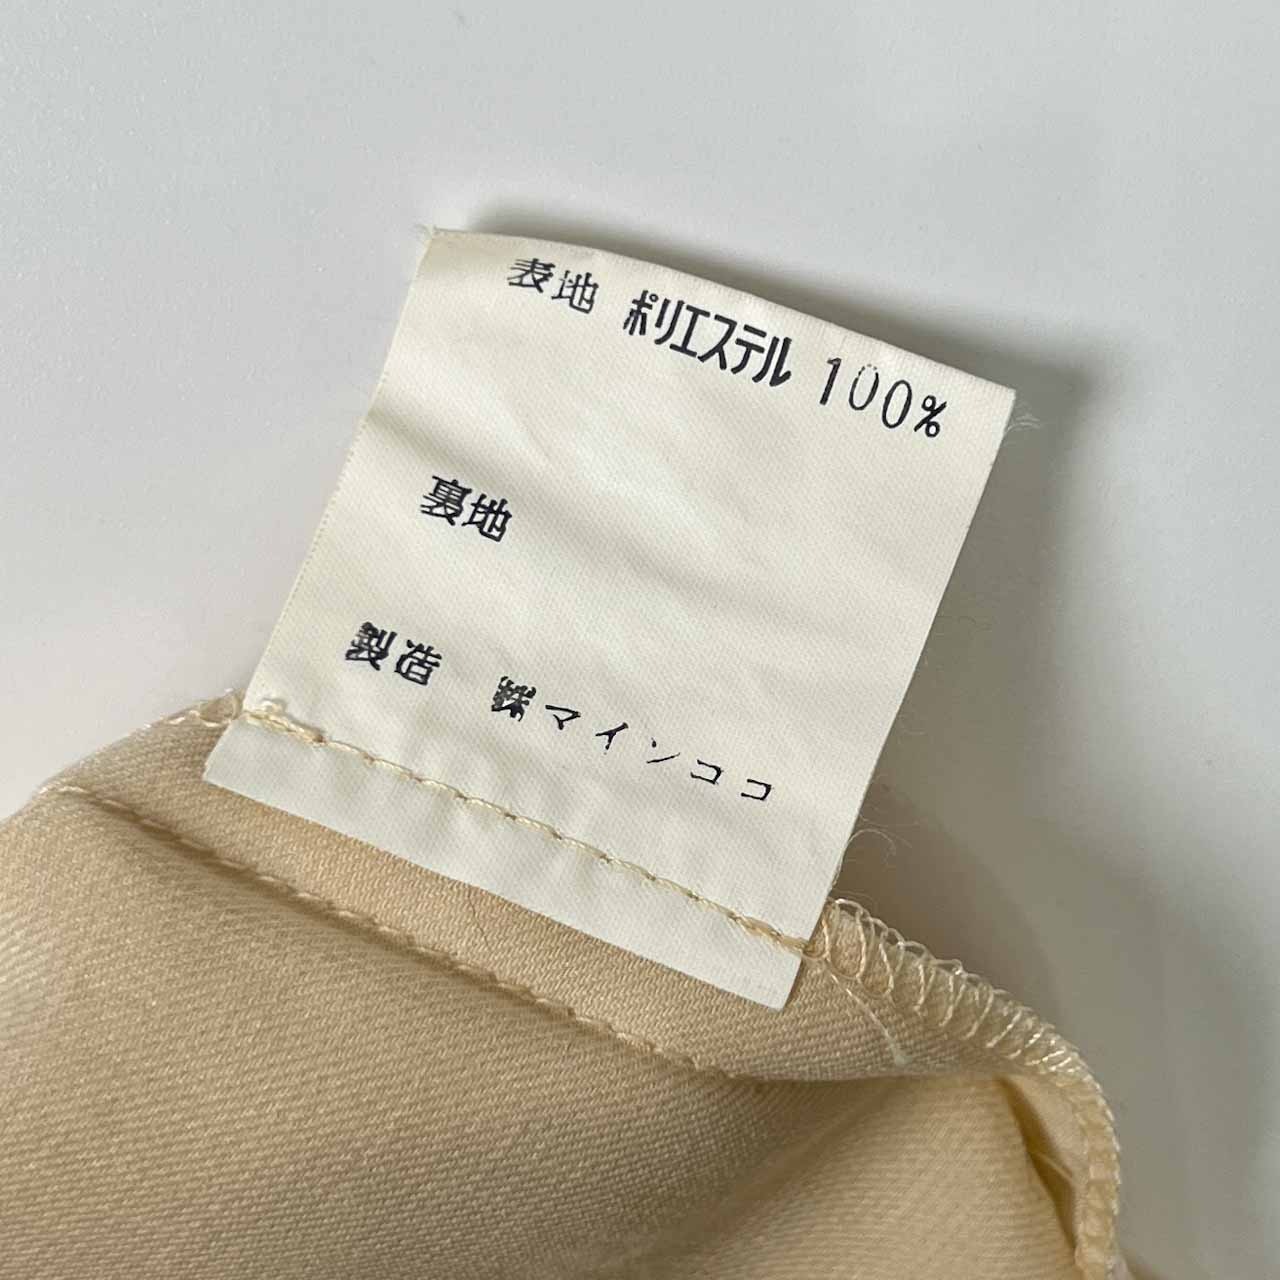 表地 ポリエステル 100%
裏地
製造 ㈱マインココ